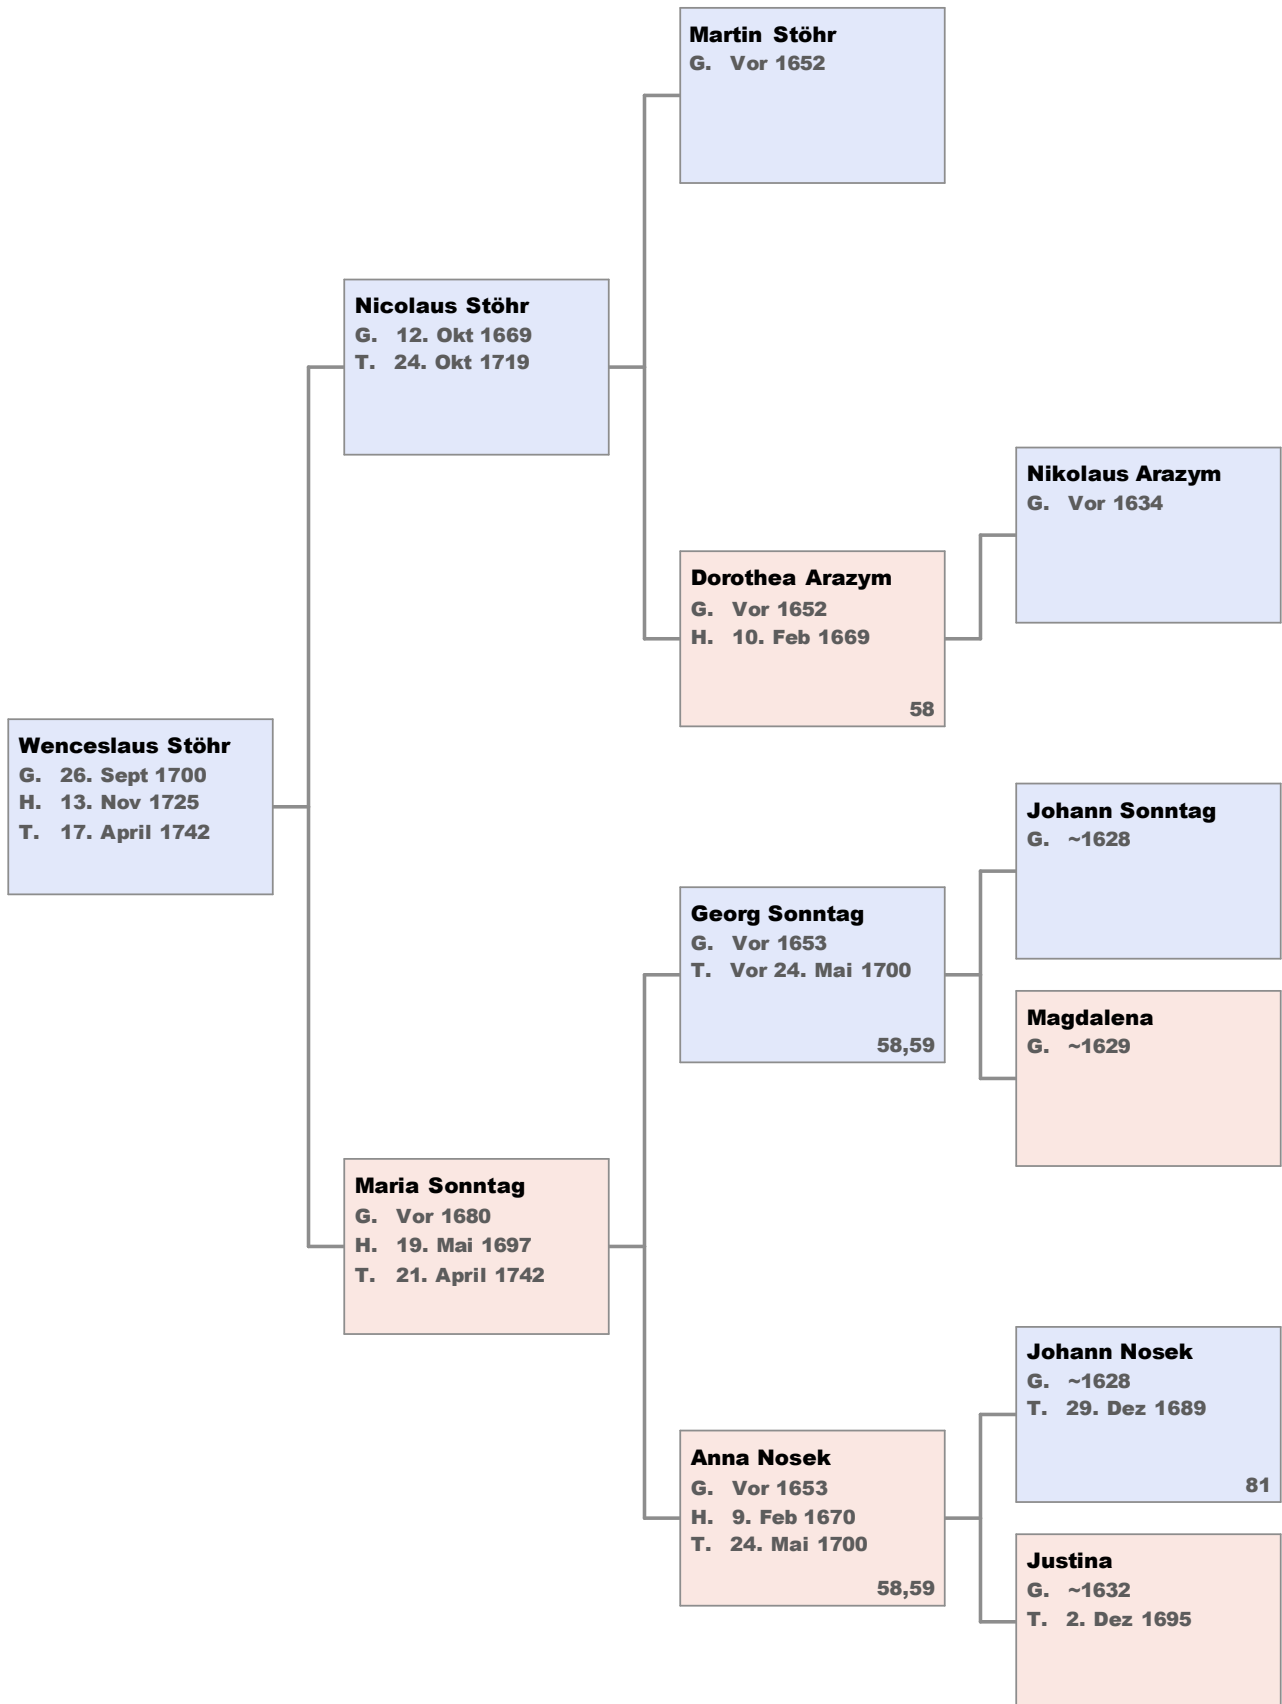 Martin Stöhr
G. Vor 1652
Nicolaus Stöhr
G. 12. Okt 1669
T. 24. Okt 1719
Nikolaus Arazym
G. Vor 1634
Dorothea Arazym
G. Vor 1652
H. 10. Feb 1669
58
Wenceslaus Stöhr
G. 26. Sept 1700
H. 13. Nov 1725
T. 17. April 1742
Johann Sonntag
G. ~1628
Georg Sonntag
G. Vor 1653
T. Vor 24. Mai 1700
58,59
Magdalena
G. ~1629
Maria Sonntag
G. Vor 1680
H. 19. Mai 1697
T. 21. April 1742
Johann Nosek
G. ~1628
T. 29. Dez 1689
81
Anna Nosek
G. Vor 1653
H. 9. Feb 1670
T. 24. Mai 1700
58,59
Justina
G. ~1632
T. 2. Dez 1695